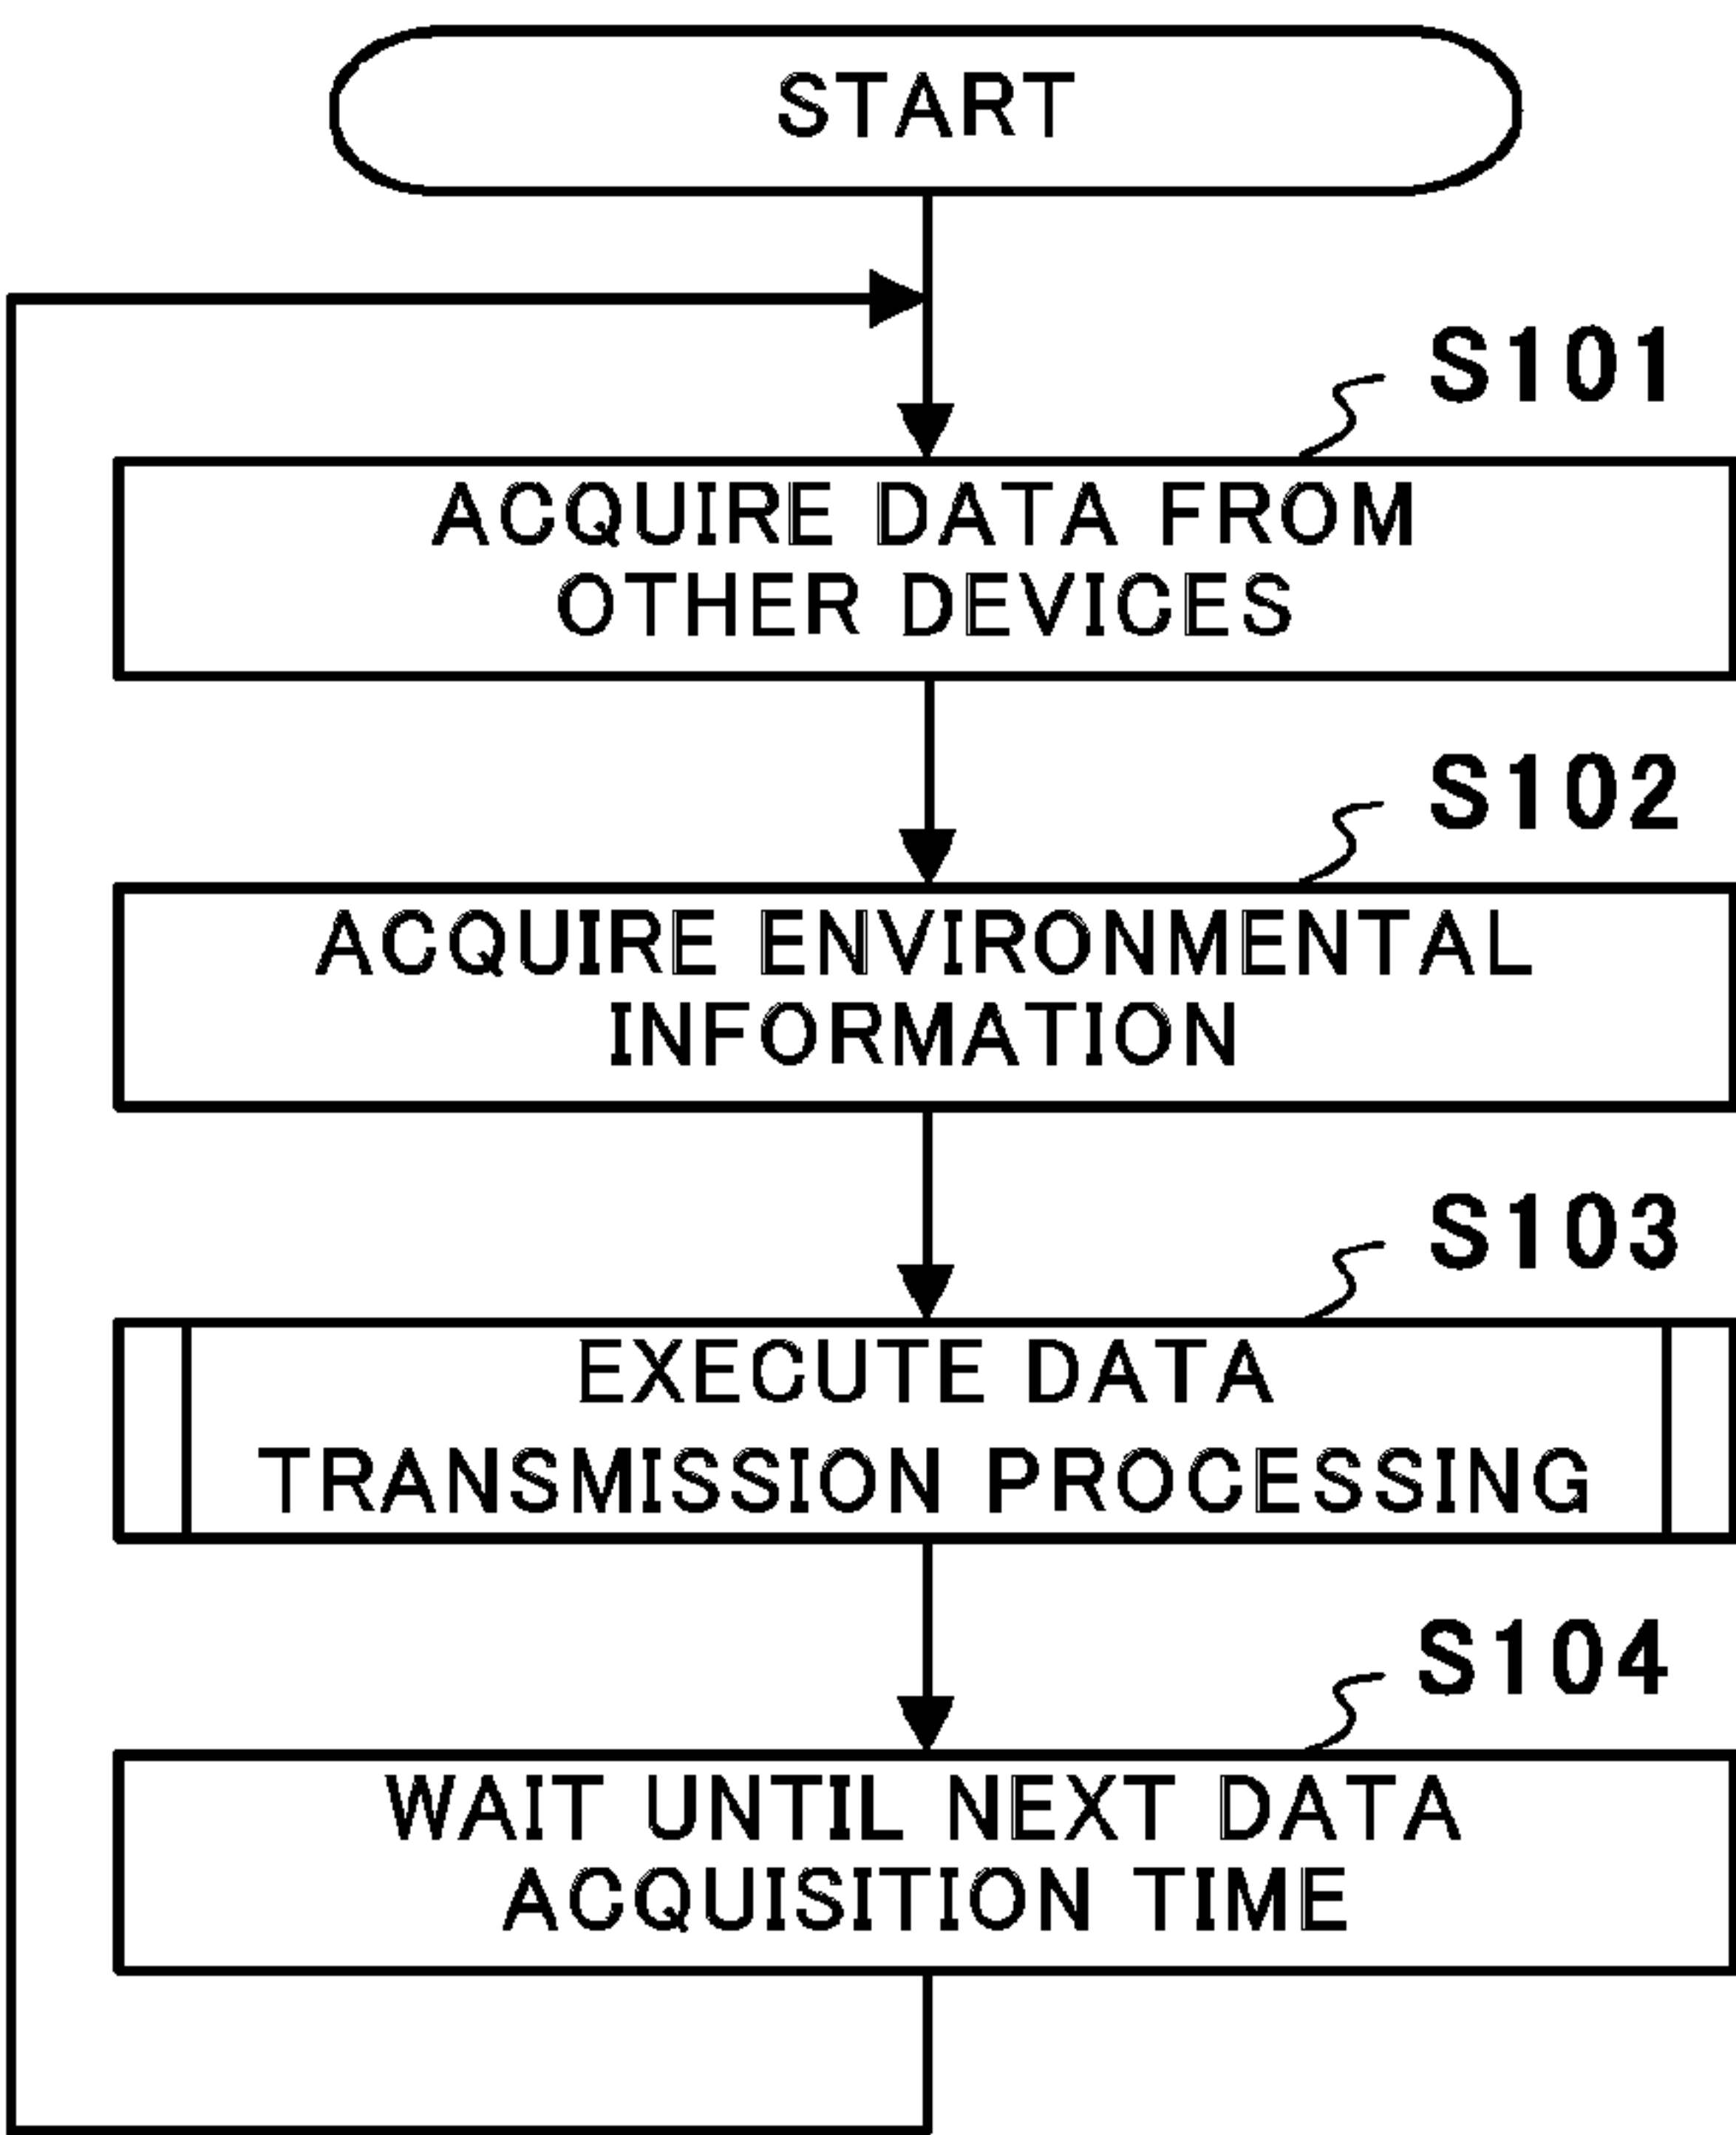 START
S101
ACQUIRE DATA FROM
OTHER DEVICES
S102
ACQUIRE ENVIRONMENTAL
INFORMATION
S103
EXECUTE DATA
TRANSMISSION PROCESSING
S104
WAIT UNTIL NEXT DATA
ACQUISITION TIME